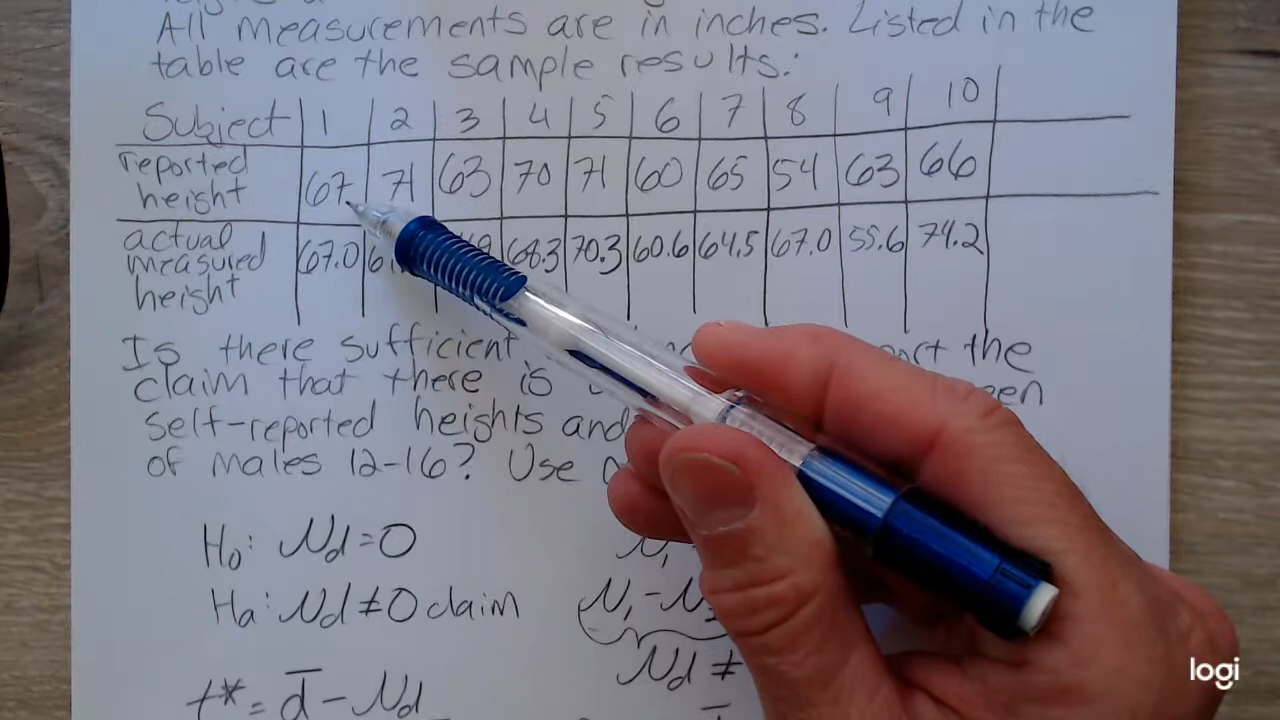 All measurements are in inches. Listed in the
table are the sample results:
Subject 1 2 3 4 5 6 7 8 9 10
reported height 67 71 63 70 71 60 65 54 63 66
actual measured height 67.0 68.3 70.3 60.6 64.5 67.0 55.6 74.2
Is there sufficient the
claim that there is
self-reported heights and
of males 12-16? Use
H₀: μd = 0
Ha: μd ≠ 0 claim
μ₁ - μ₂
μd ≠
t* = d̄ - μd
logi